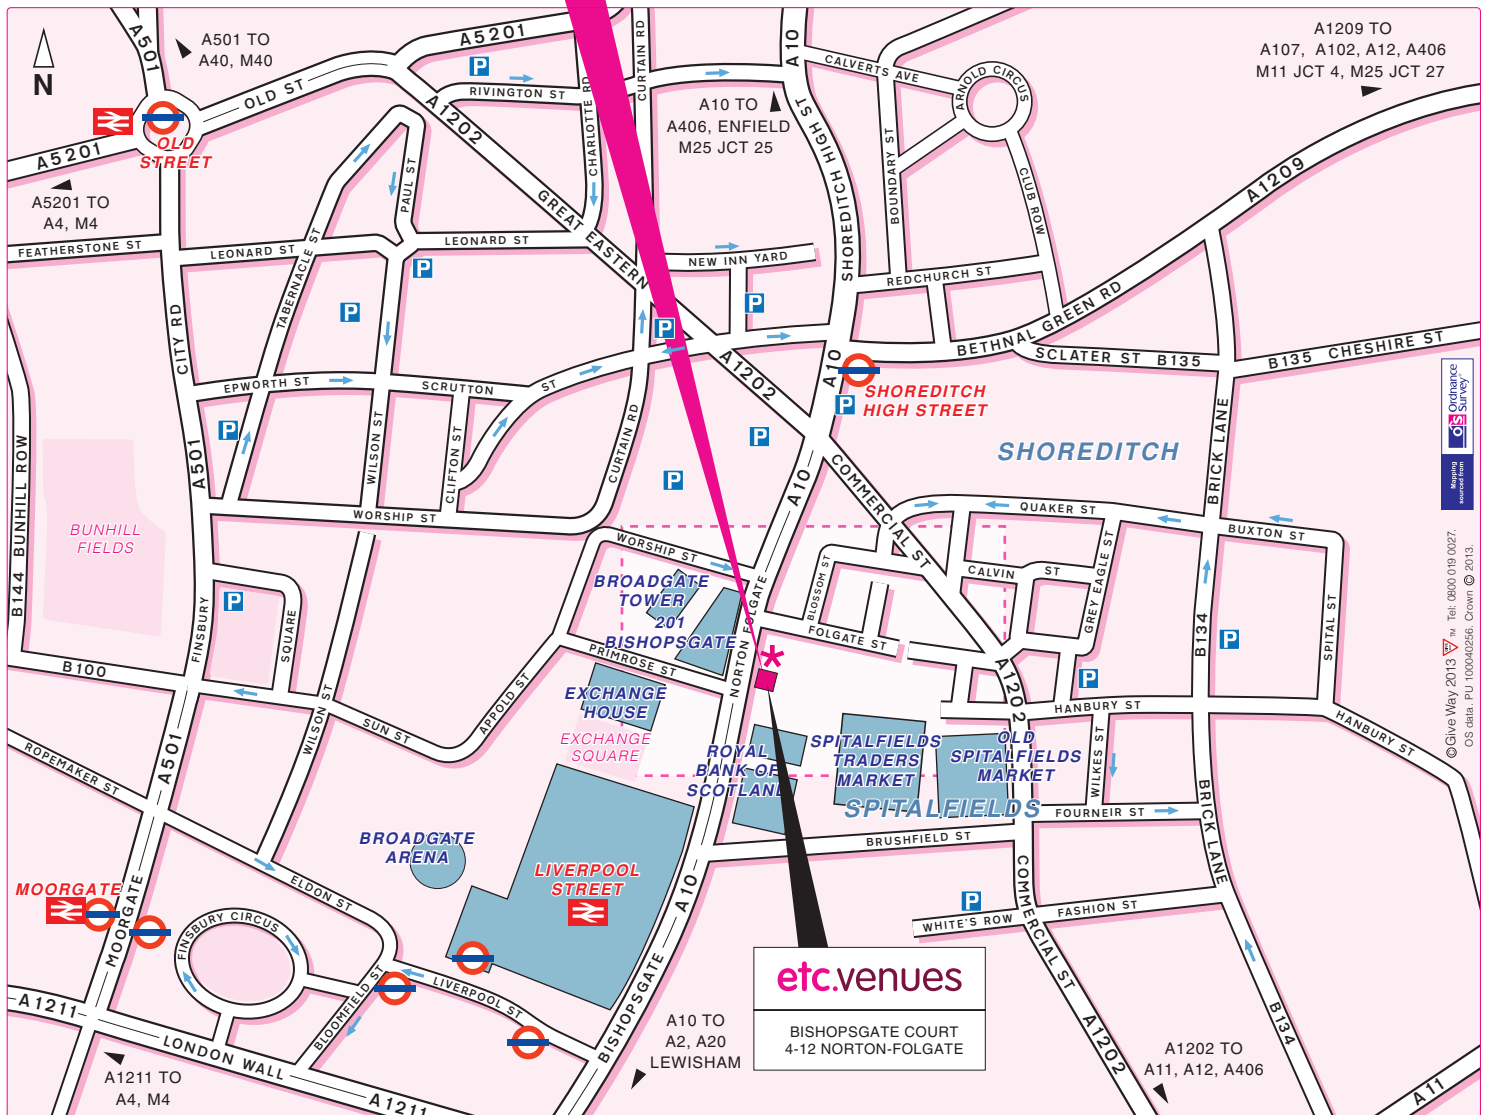 A501
A501 TO
A40, M40
A5201
CURTAIN RD
A10
CALVERTS AVE
ARNOLD CIRCUS
A1209 TO
A107, A102, A12, A406
M11 JCT 4, M25 JCT 27
N
P
OLD ST
RIVINGTON ST
A1202
CHARLOTTE RD
A10 TO
A406, ENFIELD
M25 JCT 25
SHOREDITCH HIGH ST
BOUNDARY ST
CLUB ROW
A1209
OLD
STREET
A5201
A5201 TO
A4, M4
PAUL ST
GREAT EASTERN
FEATHERSTONE ST
LEONARD ST
TABERNACLE ST
LEONARD ST
NEW INN YARD
REDCHURCH ST
P
P
P
P
CITY RD
BETHNAL GREEN RD
SCLATER ST B135
B135 CHESHIRE ST
A1202
A10
SHOREDITCH
HIGH STREET
P
EPWORTH ST
SCRUTTON
ST
Ordnance
Survey®
OS
Mapping
sourced from
P
WILSON ST
CLIFTON ST
CURTAIN RD
P
P
A501
BRICK LANE
SHOREDITCH
B144 BUNHILL ROW
BUNHILL
FIELDS
WORSHIP ST
A10
COMMERCIAL ST
QUAKER ST
BUXTON ST
WORSHIP ST
BROADGATE
TOWER
201
BISHOPSGATE
NORTON FOLGATE
BLOSSOM ST
FOLGATE ST
CALVIN
ST
GREY EAGLE ST
B134
SPITAL ST
P
P
FINSBURY
SQUARE
B100
PRIMROSE ST
*
A1202
P
HANBURY ST
HANBURY ST
EXCHANGE
HOUSE
EXCHANGE
SQUARE
WILSON ST
SUN ST
APPOLD ST
ROPEMAKER ST
A501
ROYAL
BANK OF
SCOTLAND
SPITALFIELDS
TRADERS
MARKET
OLD
SPITALFIELDS
MARKET
SPITALFIELDS
WILKES ST
FOURNEIR ST
BRICK LANE
BROADGATE
ARENA
BRUSHFIELD ST
LIVERPOOL
STREET
A10
MOORGATE
MOORGATE
ELDON ST
FINSBURY CIRCUS
P
WHITE'S ROW
FASHION ST
COMMERCIAL ST
BLOOMFIELD ST
LIVERPOOL ST
BISHOPSGATE
etc.venues
BISHOPSGATE COURT
4-12 NORTON-FOLGATE
A1211
LONDON WALL
A1211
A1211 TO
A4, M4
A10 TO
A2, A20
LEWISHAM
A1202
B134
A1202 TO
A11, A12, A406
A11
©Give Way 2013 ™ Tel: 0800 019 0027.
OS data. PU 100040256. Crown © 2013.